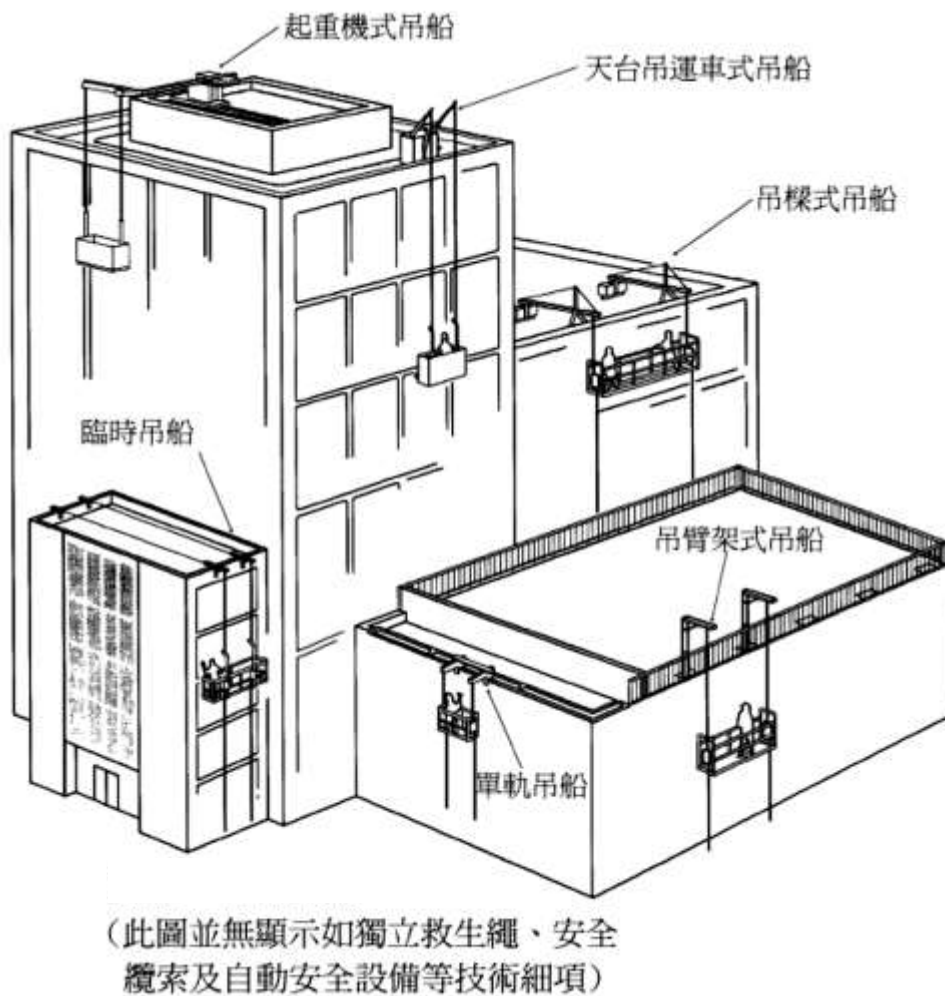 起重機式吊船
天台吊運車式吊船
吊樑式吊船
臨時吊船
吊臂架式吊船
單軌吊船
（此圖並無顯示如獨立救生繩、安全
纜索及自動安全設備等技術細項）